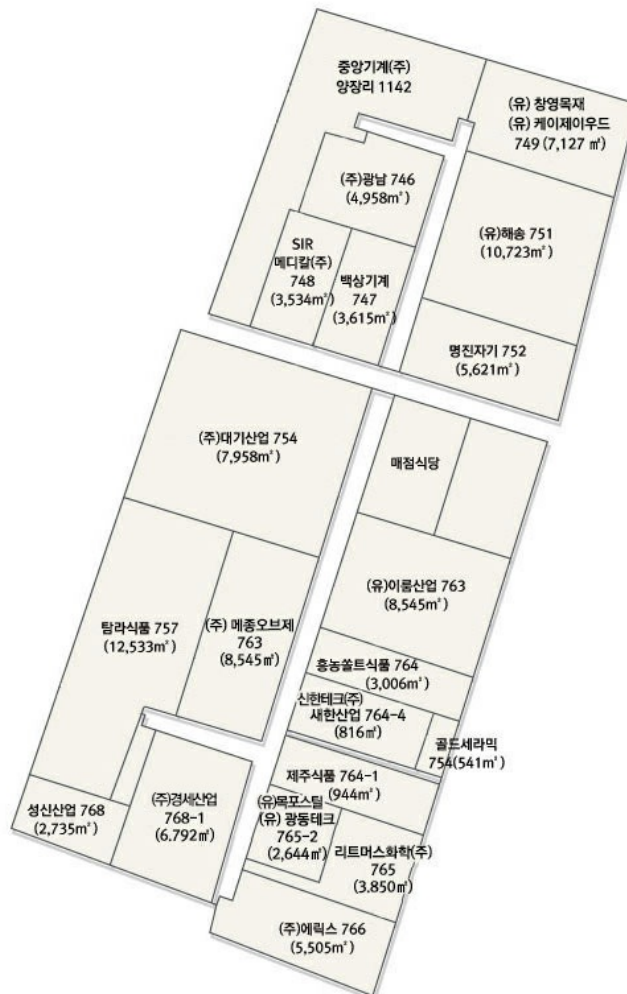 중앙기계(주)
양장리 1142
(유) 창영목재
(유) 케이제이우드
749 (7,127 ㎡)
(주)광남 746
(4,958㎡)
(유)해송 751
(10,723㎡)
SIR
메디칼(주)
748
(3,534㎡)
백상기계
747
(3,615㎡)
명진자기 752
(5,621㎡)
(주)대기산업 754
(7,958㎡)
매점식당
(유)이룸산업 763
(8,545㎡)
탐라식품 757
(12,533㎡)
(주) 메종오브제
763
(8,545㎡)
흥농쏠트식품 764
(3,006㎡)
신한테크(주)
새한산업 764-4
(816㎡)
골드세라믹
754(541㎡)
제주식품 764-1
(944㎡)
(주)경세산업
768-1
(6.792㎡)
성신산업 768
(2,735㎡)
(유)목포스틸
(유) 광동테크
765-2
(2,644㎡)
리트머스화학(주)
765
(3,850㎡)
(주)에릭스 766
(5,505㎡)